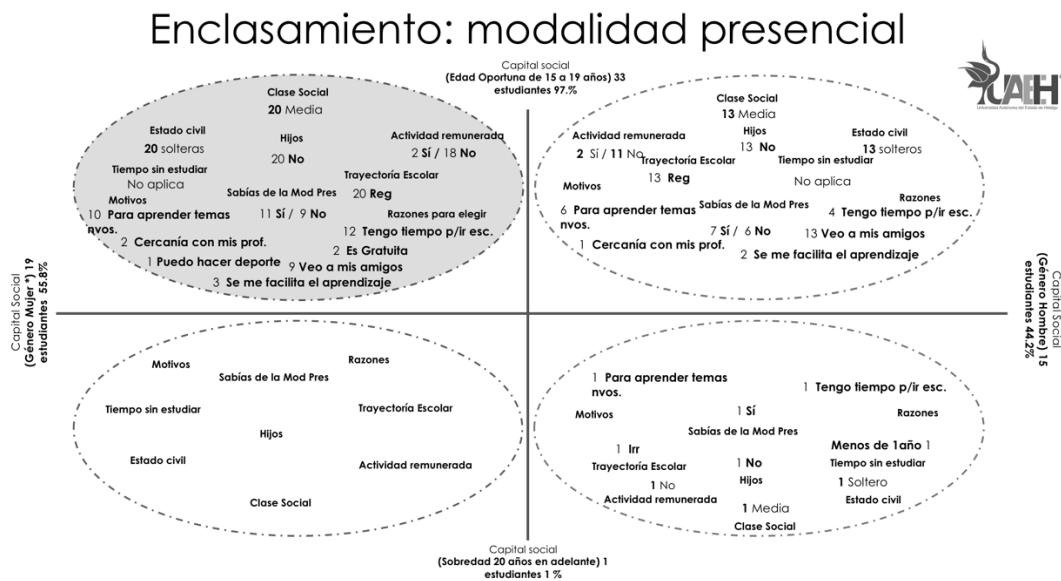 Enclasamiento: modalidad presencial
Capital social
(Edad Oportuna de 15 a 19 años) 33
estudiantes 97.%
UAEH
Universidad Autónoma del Estado de Hidalgo
Clase Social
20 Media
Estado civil
20 solteras
Hijos
20 No
Actividad remunerada
2 Sí / 18 No
Tiempo sin estudiar
No aplica
Trayectoría Escolar
20 Reg
Motivos
10 Para aprender temas
nvos.
2 Cercanía con mis prof.
1 Puedo hacer deporte
Sabías de la Mod Pres
11 Sí / 9 No
Razones para elegir
12 Tengo tiempo p/ir esc.
2 Es Gratuita
9 Veo a mis amigos
3 Se me facilita el aprendizaje
Clase Social
13 Media
Actividad remunerada
2 Sí / 11 No
Hijos
13 No
Estado civil
13 solteros
Trayectoría Escolar
13 Reg
Tiempo sin estudiar
No aplica
Motivos
6 Para aprender temas
nvos.
1 Cercanía con mis prof.
Sabías de la Mod Pres
7 Sí / 6 No
Razones
4 Tengo tiempo p/ir esc.
13 Veo a mis amigos
2 Se me facilita el aprendizaje
Capital Social
(Género Mujer *) 19
estudiantes 55.8%
Capital Social
(Género Hombre) 15
estudiantes 44.2%
Motivos
Razones
Sabías de la Mod Pres
Tiempo sin estudiar
Trayectoría Escolar
Hijos
Estado civil
Actividad remunerada
Clase Social
1 Para aprender temas
nvos.
Motivos
1 Tengo tiempo p/ir esc.
Razones
1 Sí
Sabías de la Mod Pres
1 Irr
Trayectoría Escolar
Menos de 1año 1
Tiempo sin estudiar
1 No
Hijos
1 No
Actividad remunerada
1 Soltero
Estado civil
1 Media
Clase Social
Capital social
(Sobredad 20 años en adelante) 1
estudiantes 1 %